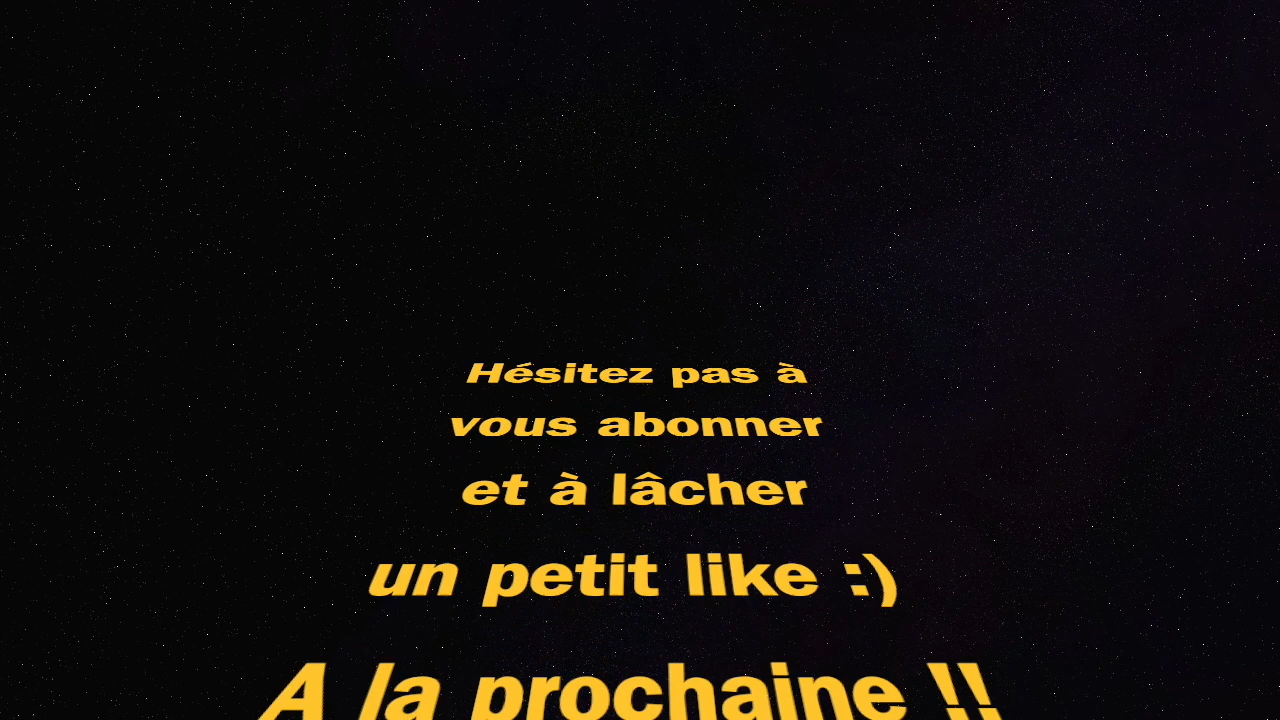 Hésitez pas à
vous abonner
et à lâcher
un petit like :)
A la prochaine !!